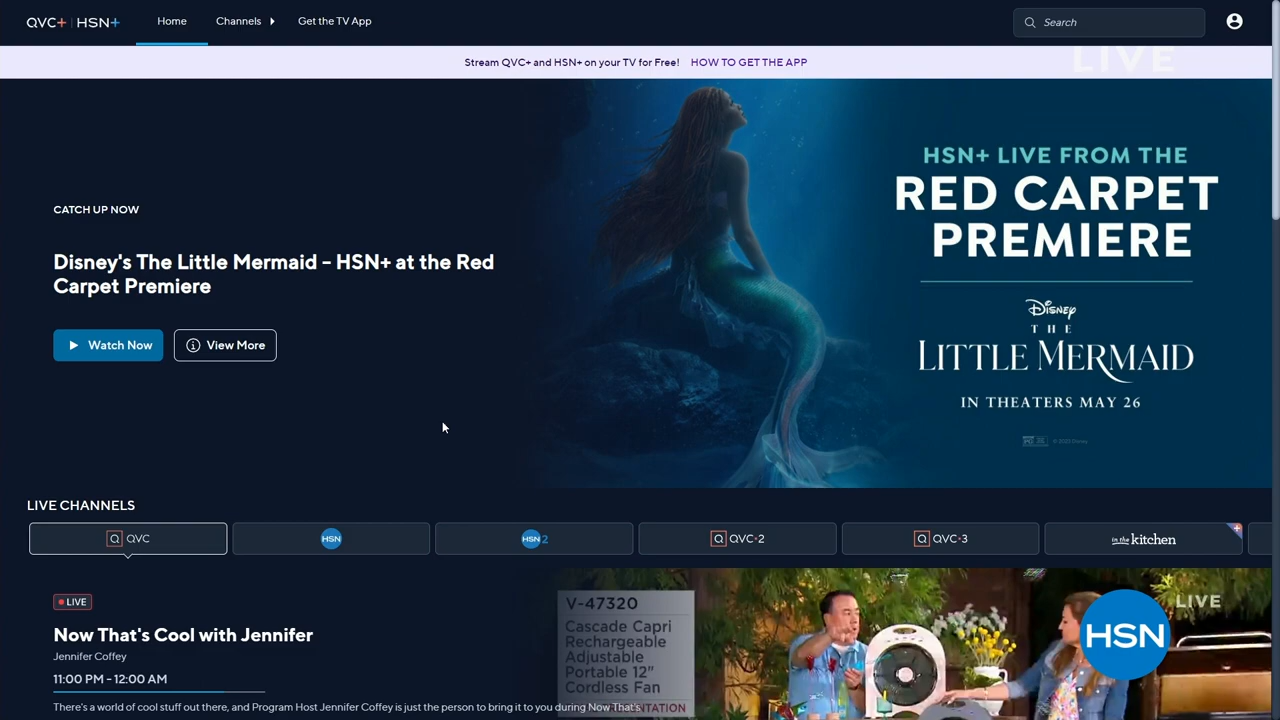 QVC+ | HSN+
Home
Channels
Get the TV App
Search
Stream QVC+ and HSN+ on your TV for Free! HOW TO GET THE APP
LIVE
CATCH UP NOW
Disney's The Little Mermaid - HSN+ at the Red
Carpet Premiere
Watch Now
View More
HSN+ LIVE FROM THE
RED CARPET
PREMIERE
Disney
THE
LITTLE MERMAID
IN THEATERS MAY 26
© 2023 Disney
LIVE CHANNELS
Q QVC
HSN
HSN 2
Q QVC•2
Q QVC•3
in the kitchen
LIVE
Now That's Cool with Jennifer
Jennifer Coffey
11:00 PM - 12:00 AM
There's a world of cool stuff out there, and Program Host Jennifer Coffey is just the person to bring it to you during Now That's
V-47320
Cascade Capri
Rechargeable
Adjustable
Portable 12"
Cordless Fan
HSN
LIVE